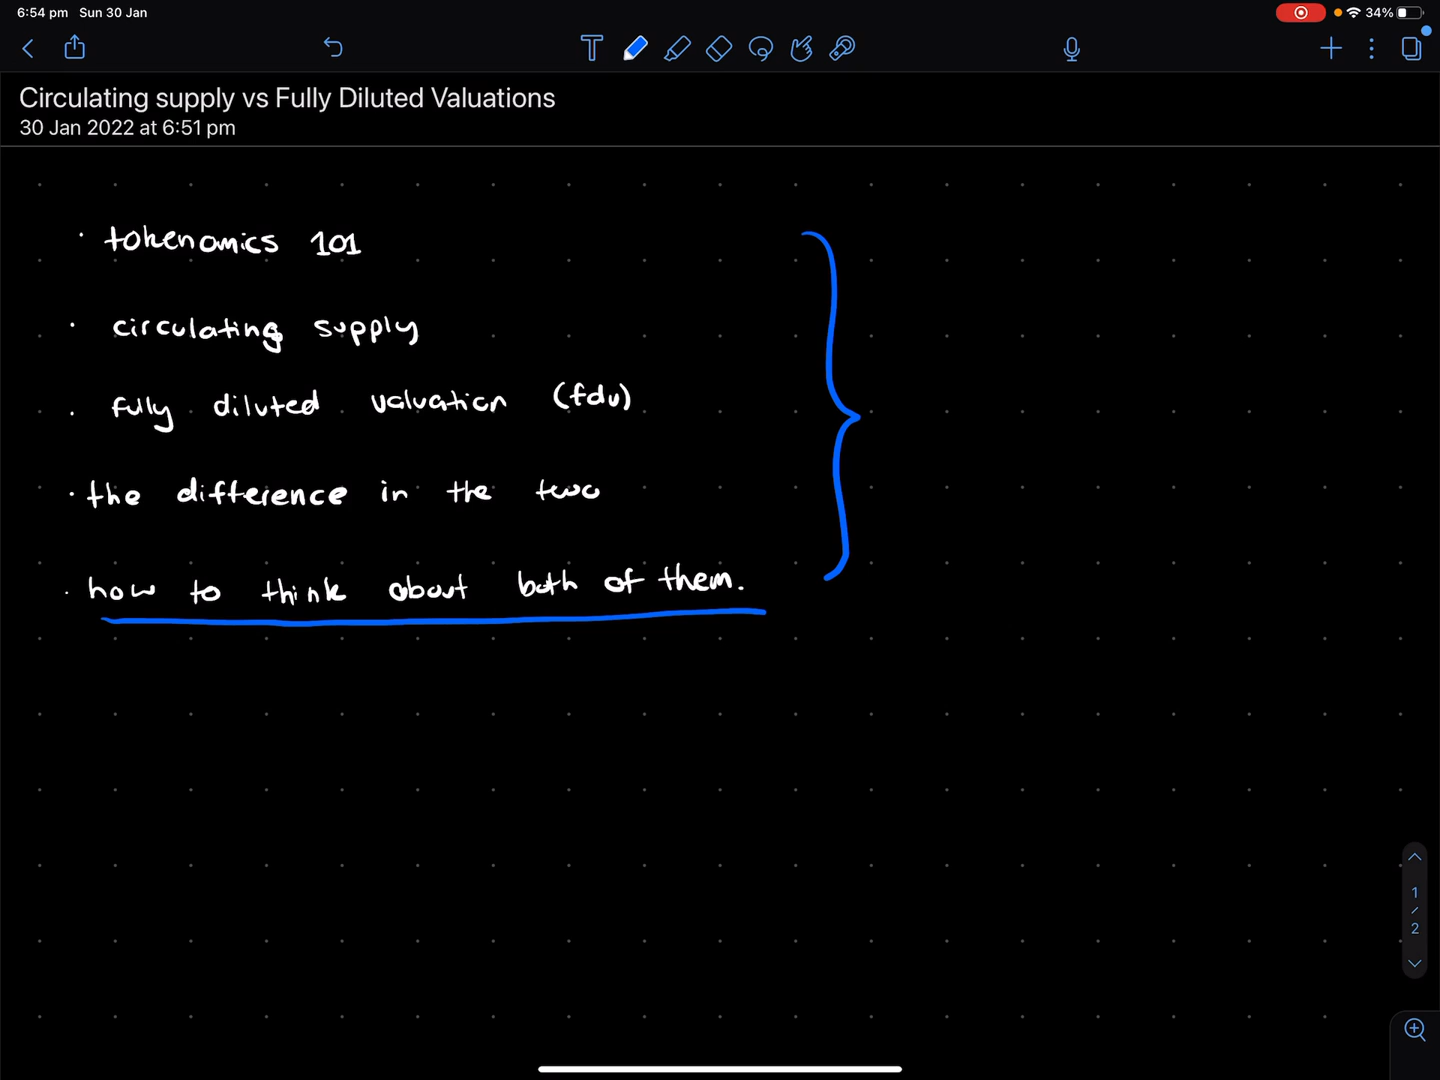 6:54 pm Sun 30 Jan
34%
Circulating supply vs Fully Diluted Valuations
30 Jan 2022 at 6:51 pm
· tokenomics 101
· circulating supply
· fully diluted valuation (fdv)
· the difference in the two
· how to think about both of them.
1
/
2